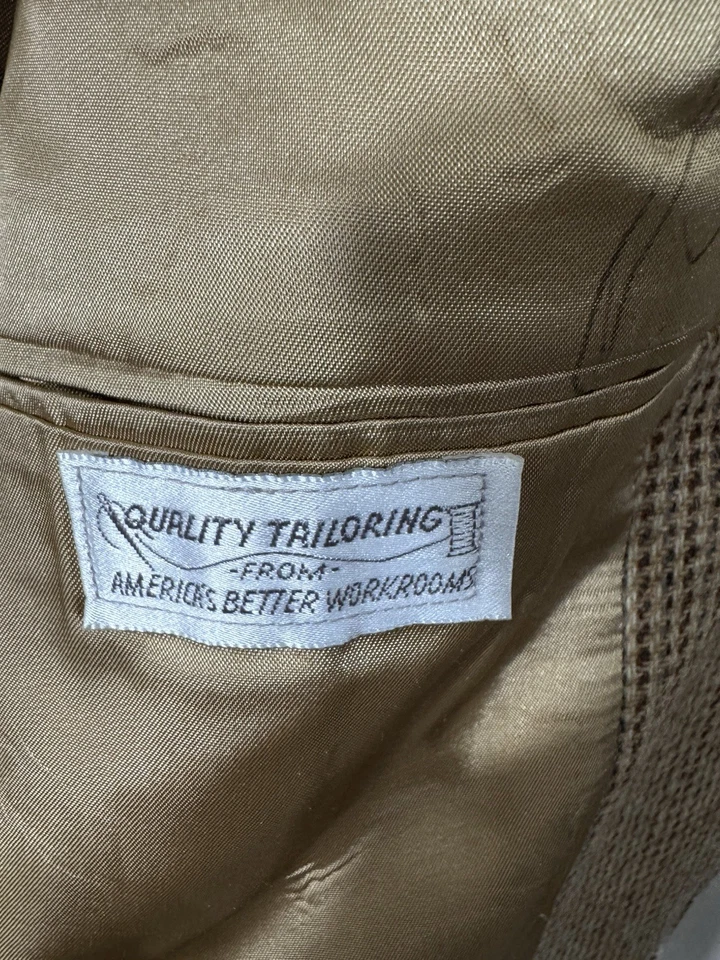 QUALITY TAILORING
-FROM-
AMERICA'S BETTER WORKROOMS